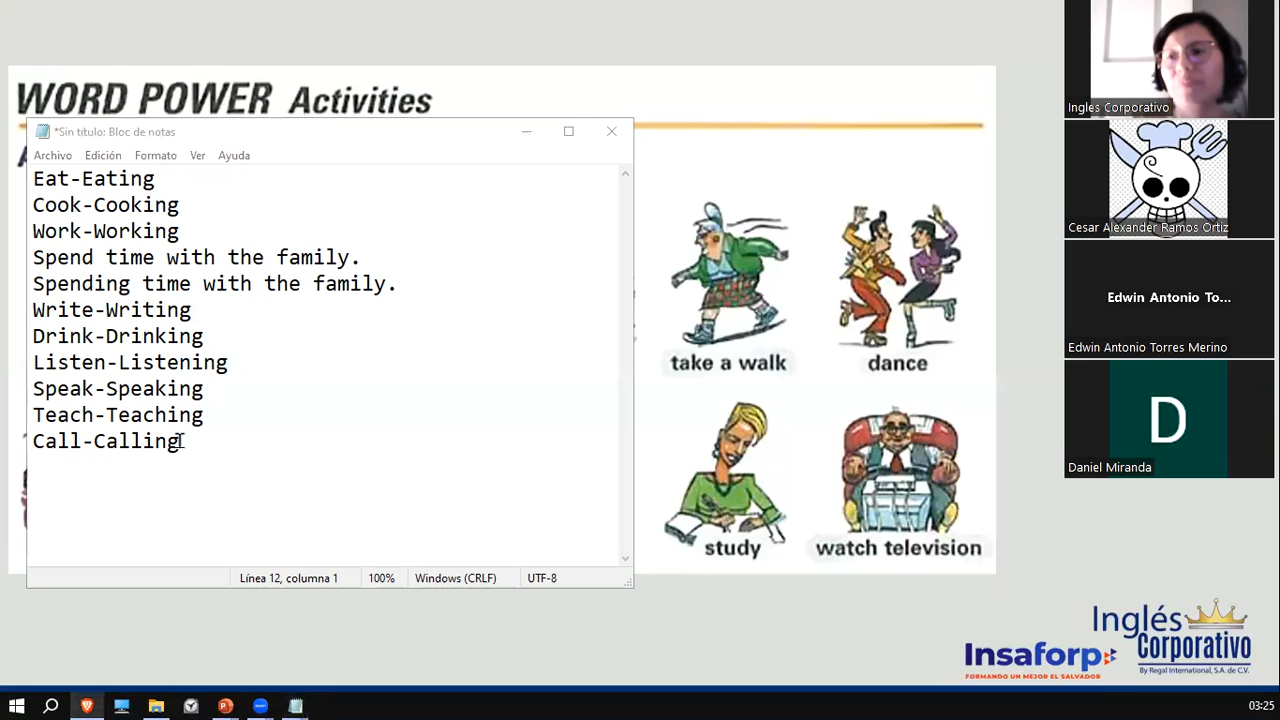 WORD POWER Activities
*Sin título: Bloc de notas
Archivo Edición Formato Ver Ayuda
Eat-Eating
Cook-Cooking
Work-Working
Spend time with the family.
Spending time with the family.
Write-Writing
Drink-Drinking
Listen-Listening
Speak-Speaking
Teach-Teaching
Call-Calling
Línea 12, columna 1 100% Windows (CRLF) UTF-8
take a walk dance
study watch television
Ingles Corporativo
Cesar Alexander Ramos Ortiz
Edwin Antonio To...
Edwin Antonio Torres Merino
D
Daniel Miranda
Insaforp
FORMANDO UN MEJOR EL SALVADOR
Inglés
Corporativo
By Regal International, S.A. de C.V.
03:25